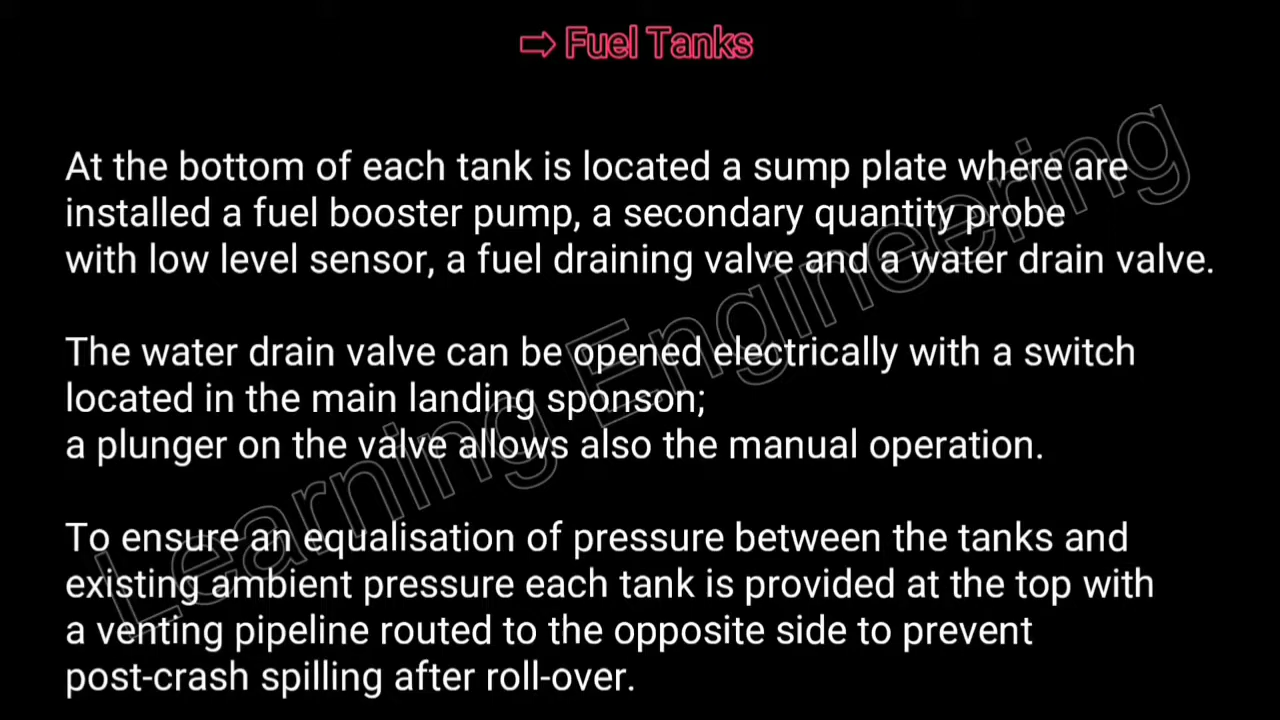 ⇨ Fuel Tanks
At the bottom of each tank is located a sump plate where are
installed a fuel booster pump, a secondary quantity probe
with low level sensor, a fuel draining valve and a water drain valve.
The water drain valve can be opened electrically with a switch
located in the main landing sponson;
a plunger on the valve allows also the manual operation.
To ensure an equalisation of pressure between the tanks and
existing ambient pressure each tank is provided at the top with
a venting pipeline routed to the opposite side to prevent
post-crash spilling after roll-over.
Learning Engineering